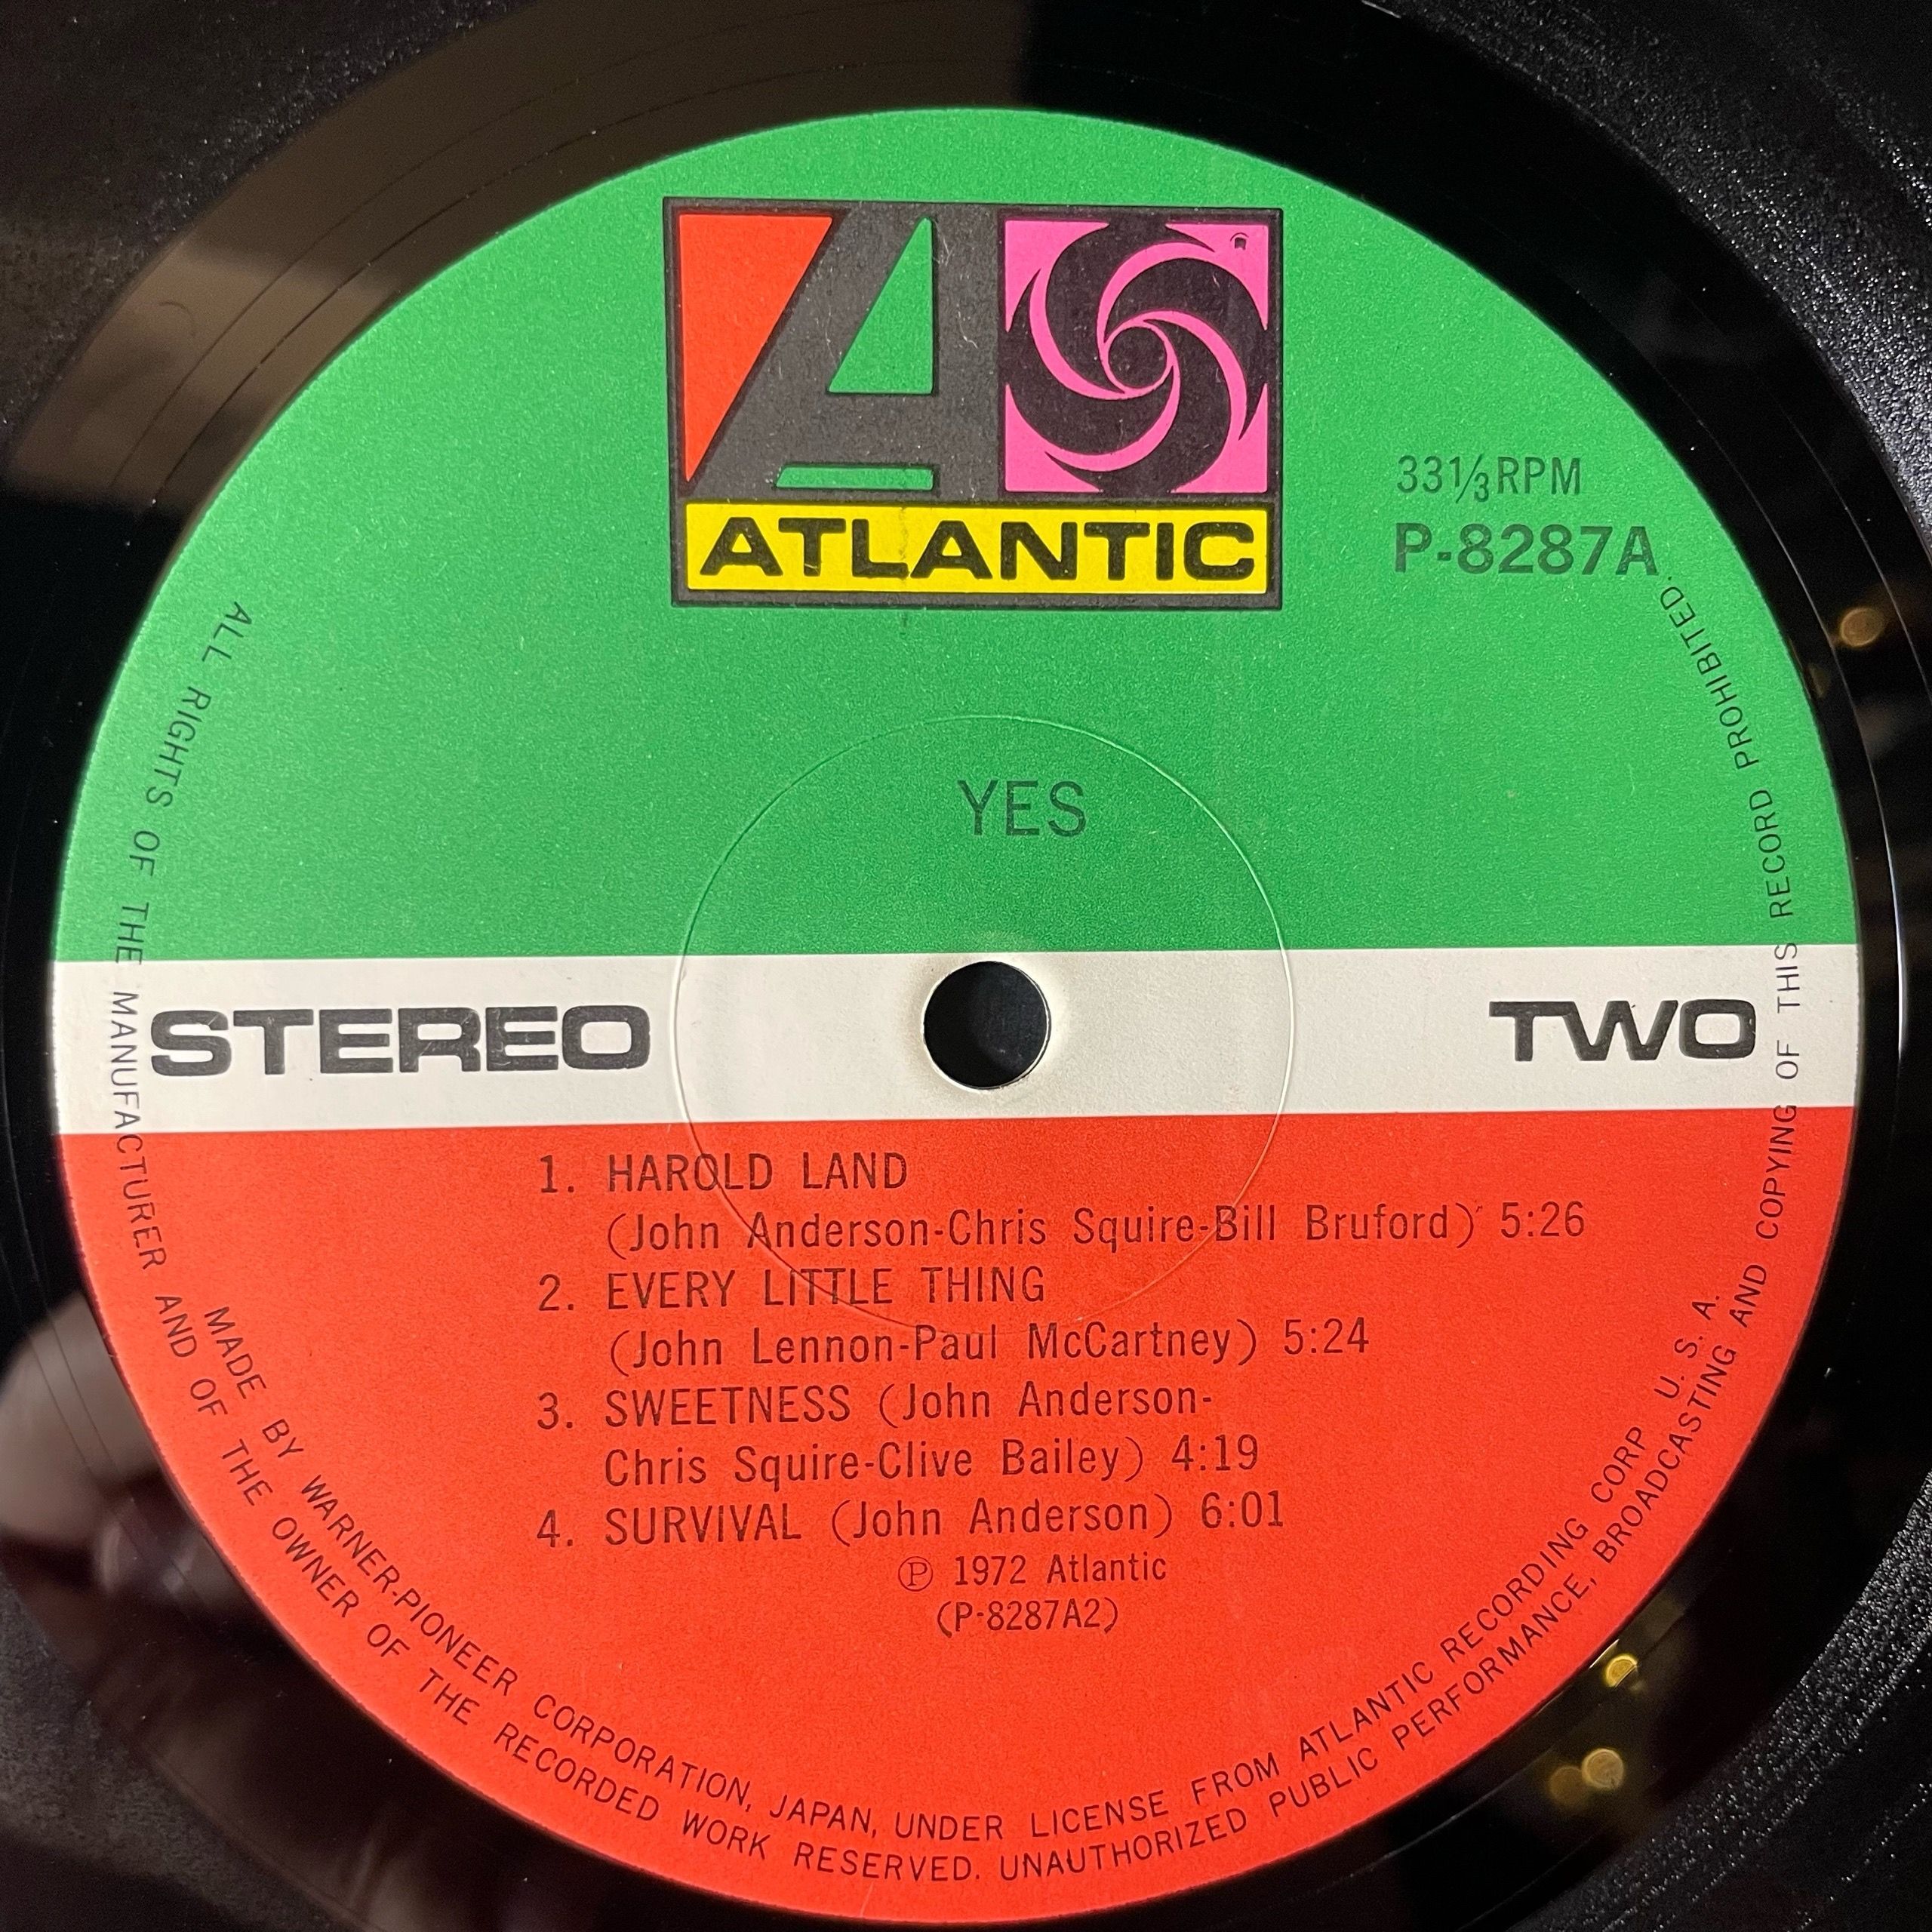 ATLANTIC
33⅓RPM
P-8287A
YES
STEREO
TWO
1. HAROLD LAND
(John Anderson-Chris Squire-Bill Bruford) 5:26
2. EVERY LITTLE THING
(John Lennon-Paul McCartney) 5:24
3. SWEETNESS (John Anderson-
Chris Squire-Clive Bailey) 4:19
4. SURVIVAL (John Anderson) 6:01
Ⓟ 1972 Atlantic
(P-8287A2)
MADE BY WARNER-PIONEER CORPORATION, JAPAN, UNDER LICENSE FROM ATLANTIC RECORDING CORP U. S. A.
ALL RIGHTS OF THE MANUFACTURER AND OF THE OWNER OF THE RECORDED WORK RESERVED. UNAUTHORIZED PUBLIC PERFORMANCE, BROADCASTING AND COPYING OF THIS RECORD PROHIBITED.